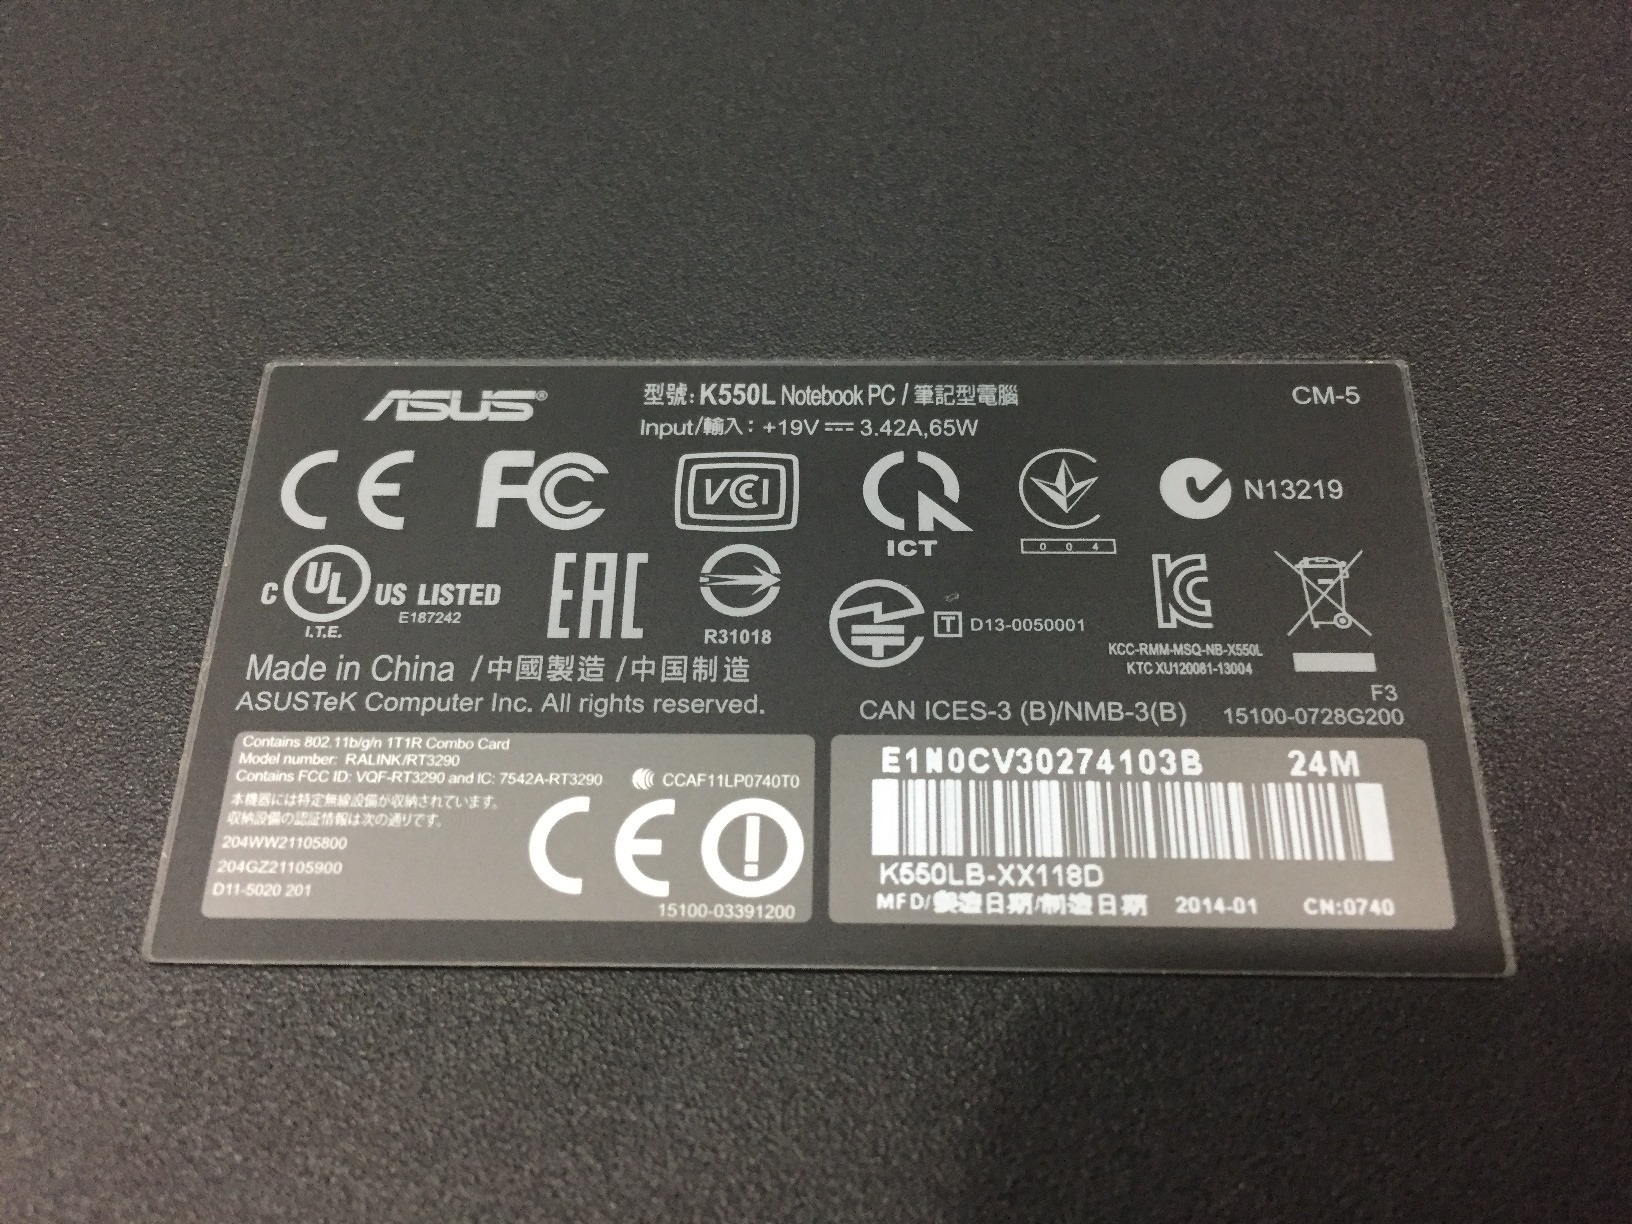 ASUS®
型號: K550L Notebook PC / 筆記型電腦
CM-5
Input/輸入: +19V ⎓ 3.42A,65W
CE
FC
VCI
ICT
004
N13219
C UL US LISTED
E187242
I.T.E.
EAC
R31018
T D13-0050001
KCC-RMM-MSQ-NB-X550L
KTC XU120081-13004
Made in China /中國製造 /中国制造
F3
ASUSTeK Computer Inc. All rights reserved.
CAN ICES-3 (B)/NMB-3(B)
15100-0728G200
Contains 802.11b/g/n 1T1R Combo Card
Model number: RALINK/RT3290
Contains FCC ID: VQF-RT3290 and IC: 7542A-RT3290
CCAF11LP0740T0
本機器には特定無線設備が収納されています。
収納設備の認証情報は次の通りです。
204WW21105800
204GZ21105900
D11-5020 201
CE
15100-03391200
E1N0CV30274103B 24M
K550LB-XX118D
MFD/製造日期/制造日期 2014-01 CN:0740